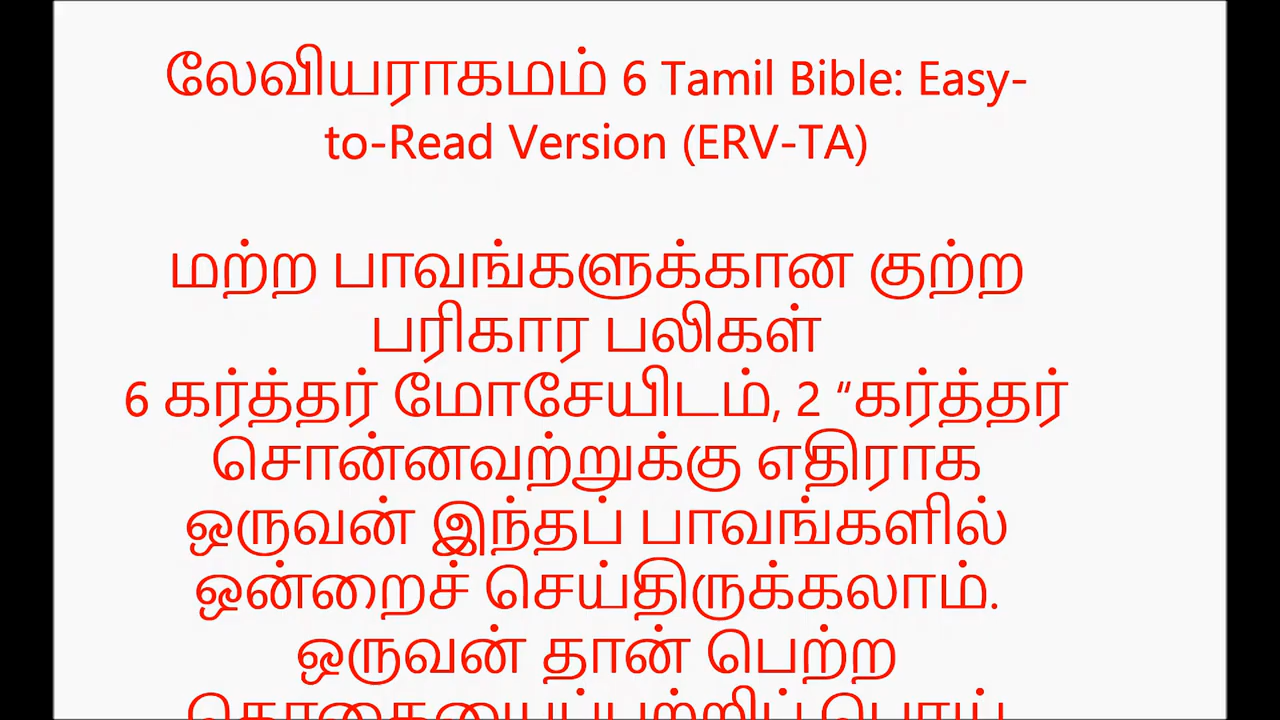 லேவியராகமம் 6 Tamil Bible: Easy-
to-Read Version (ERV-TA)
மற்ற பாவங்களுக்கான குற்ற
பரிகார பலிகள்
6 கர்த்தர் மோசேயிடம், 2 “கர்த்தர்
சொன்னவற்றுக்கு எதிராக
ஒருவன் இந்தப் பாவங்களில்
ஒன்றைச் செய்திருக்கலாம்.
ஒருவன் தான் பெற்ற